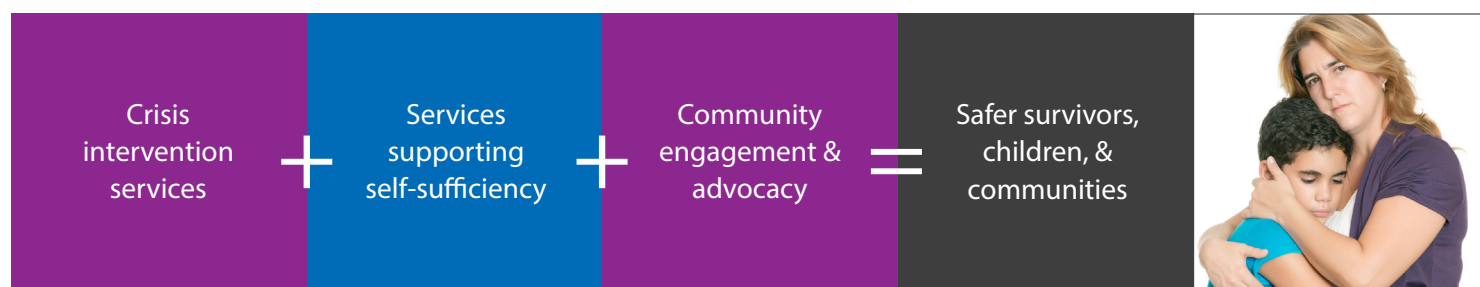 Crisis
intervention
services
+
Services
supporting
self-sufficiency
+
Community
engagement &
advocacy
=
Safer survivors,
children, &
communities